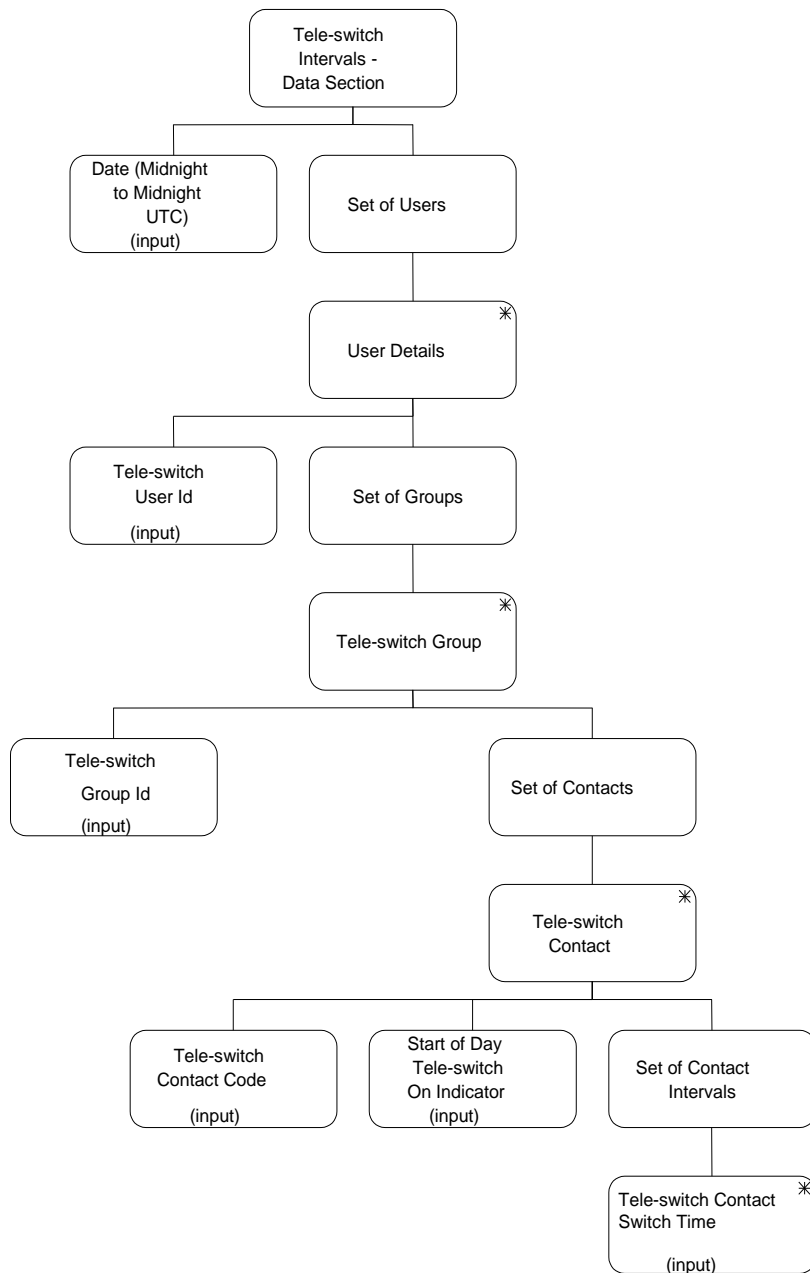 Tele-switch
Intervals -
Data Section
Date (Midnight
to Midnight
UTC)
(input)
Set of Users
User Details
Tele-switch
User Id
(input)
Set of Groups
Tele-switch Group
Tele-switch
Group Id
(input)
Set of Contacts
Tele-switch
Contact
Tele-switch
Contact Code
(input)
Start of Day
Tele-switch
On Indicator
(input)
Set of Contact
Intervals
Tele-switch Contact
Switch Time
(input)